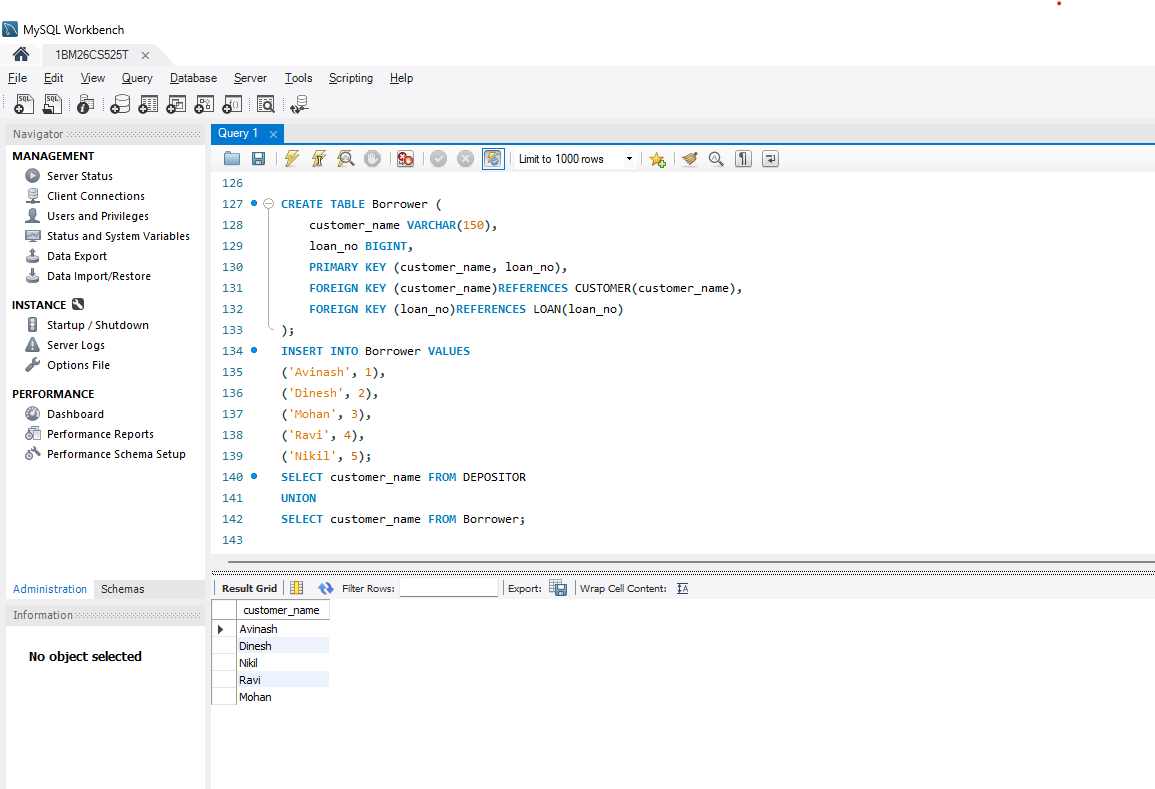 MySQL Workbench
1BM26CS525T
File Edit View Query Database Server Tools Scripting Help
Navigator
MANAGEMENT
Server Status
Client Connections
Users and Privileges
Status and System Variables
Data Export
Data Import/Restore
INSTANCE
Startup / Shutdown
Server Logs
Options File
PERFORMANCE
Dashboard
Performance Reports
Performance Schema Setup
Administration Schemas
Information
No object selected
Query 1
Limit to 1000 rows
126
127 CREATE TABLE Borrower (
128 customer_name VARCHAR(150),
129 loan_no BIGINT,
130 PRIMARY KEY (customer_name, loan_no),
131 FOREIGN KEY (customer_name)REFERENCES CUSTOMER(customer_name),
132 FOREIGN KEY (loan_no)REFERENCES LOAN(loan_no)
133 );
134 INSERT INTO Borrower VALUES
135 ('Avinash', 1),
136 ('Dinesh', 2),
137 ('Mohan', 3),
138 ('Ravi', 4),
139 ('Nikil', 5);
140 SELECT customer_name FROM DEPOSITOR
141 UNION
142 SELECT customer_name FROM Borrower;
143
Result Grid Filter Rows: Export: Wrap Cell Content:
customer_name
Avinash
Dinesh
Nikil
Ravi
Mohan